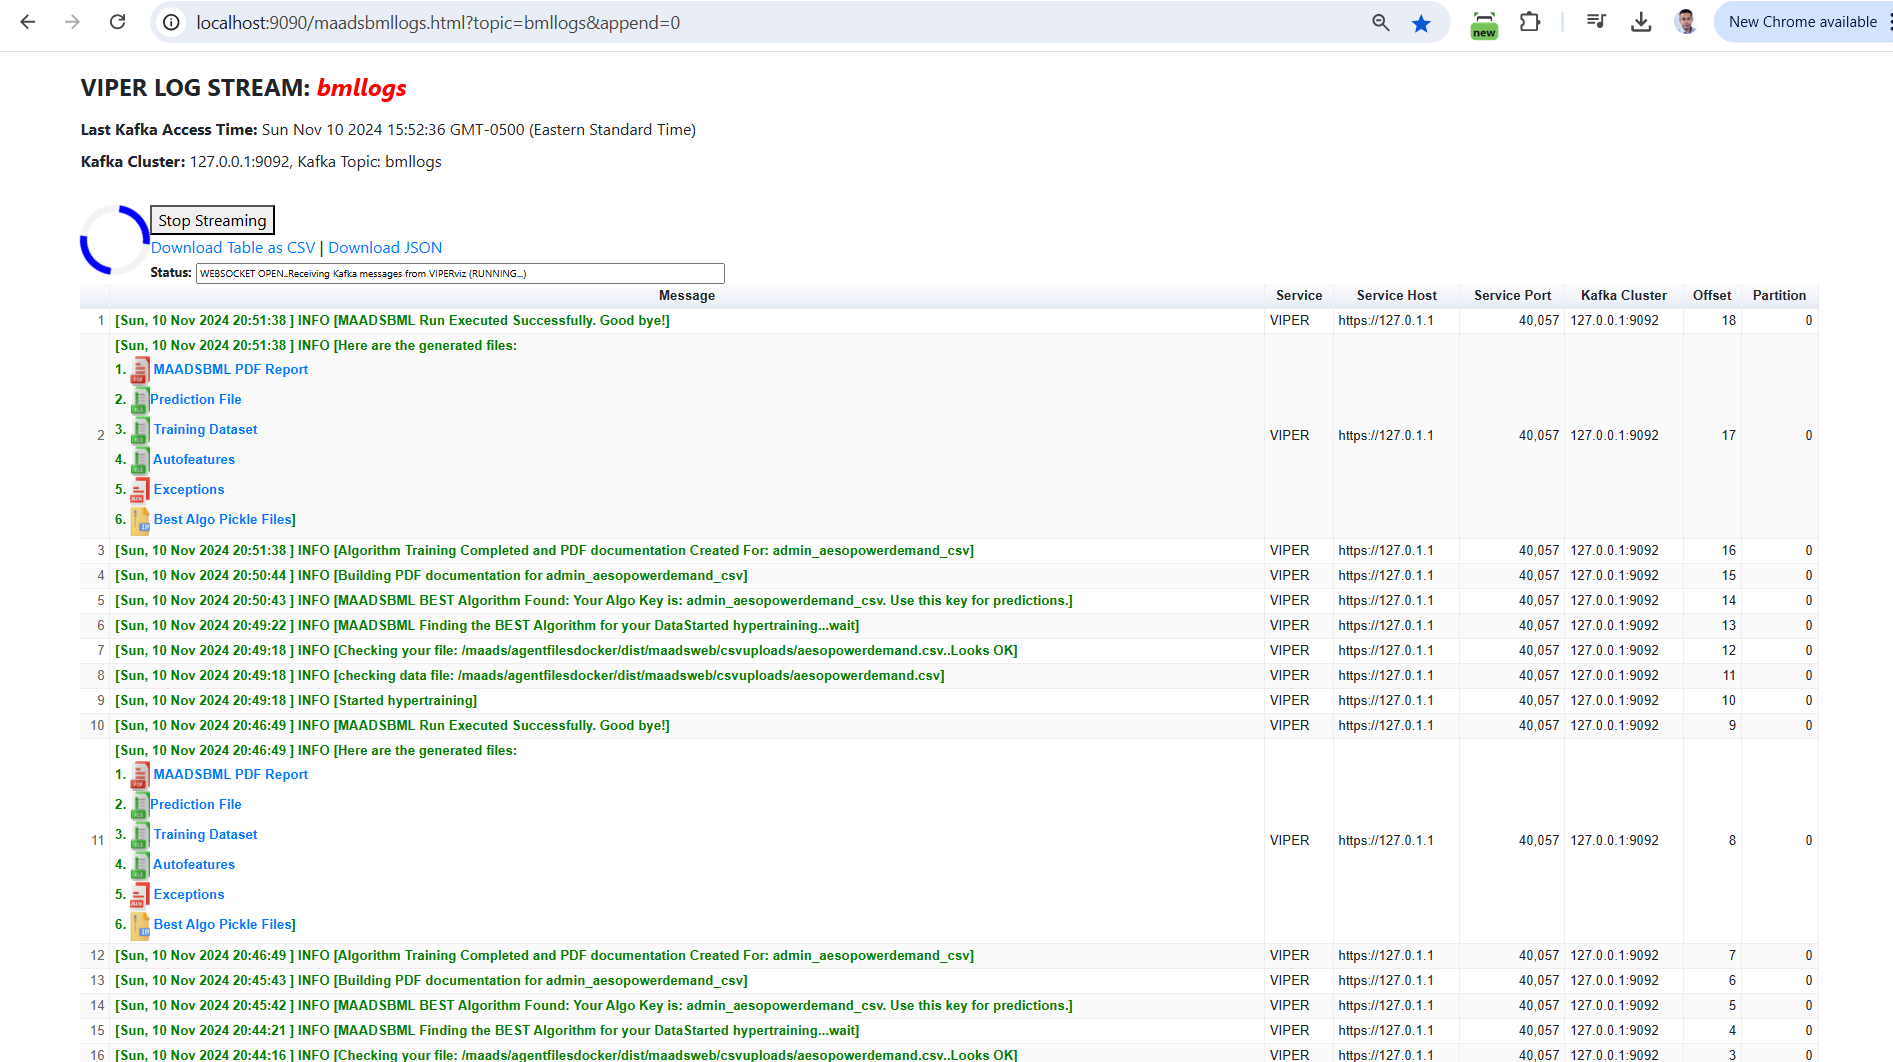 localhost:9090/maadsbmllogs.html?topic=bmllogs&append=0
new
New Chrome available
VIPER LOG STREAM: bmllogs
Last Kafka Access Time: Sun Nov 10 2024 15:52:36 GMT-0500 (Eastern Standard Time)
Kafka Cluster: 127.0.0.1:9092, Kafka Topic: bmllogs
Stop Streaming
Download Table as CSV | Download JSON
Status: WEBSOCKET OPEN..Receiving Kafka messages from VIPERviz (RUNNING...)
Message Service Service Host Service Port Kafka Cluster Offset Partition
1 [Sun, 10 Nov 2024 20:51:38 ] INFO [MAADSBML Run Executed Successfully. Good bye!] VIPER https://127.0.1.1 40,057 127.0.0.1:9092 18 0
[Sun, 10 Nov 2024 20:51:38 ] INFO [Here are the generated files:
1. MAADSBML PDF Report
2. Prediction File
3. Training Dataset
2 VIPER https://127.0.1.1 40,057 127.0.0.1:9092 17 0
4. Autofeatures
5. Exceptions
6. Best Algo Pickle Files]
3 [Sun, 10 Nov 2024 20:51:38 ] INFO [Algorithm Training Completed and PDF documentation Created For: admin_aesopowerdemand_csv] VIPER https://127.0.1.1 40,057 127.0.0.1:9092 16 0
4 [Sun, 10 Nov 2024 20:50:44 ] INFO [Building PDF documentation for admin_aesopowerdemand_csv] VIPER https://127.0.1.1 40,057 127.0.0.1:9092 15 0
5 [Sun, 10 Nov 2024 20:50:43 ] INFO [MAADSBML BEST Algorithm Found: Your Algo Key is: admin_aesopowerdemand_csv. Use this key for predictions.] VIPER https://127.0.1.1 40,057 127.0.0.1:9092 14 0
6 [Sun, 10 Nov 2024 20:49:22 ] INFO [MAADSBML Finding the BEST Algorithm for your DataStarted hypertraining...wait] VIPER https://127.0.1.1 40,057 127.0.0.1:9092 13 0
7 [Sun, 10 Nov 2024 20:49:18 ] INFO [Checking your file: /maads/agentfilesdocker/dist/maadsweb/csvuploads/aesopowerdemand.csv..Looks OK] VIPER https://127.0.1.1 40,057 127.0.0.1:9092 12 0
8 [Sun, 10 Nov 2024 20:49:18 ] INFO [checking data file: /maads/agentfilesdocker/dist/maadsweb/csvuploads/aesopowerdemand.csv] VIPER https://127.0.1.1 40,057 127.0.0.1:9092 11 0
9 [Sun, 10 Nov 2024 20:49:18 ] INFO [Started hypertraining] VIPER https://127.0.1.1 40,057 127.0.0.1:9092 10 0
10 [Sun, 10 Nov 2024 20:46:49 ] INFO [MAADSBML Run Executed Successfully. Good bye!] VIPER https://127.0.1.1 40,057 127.0.0.1:9092 9 0
[Sun, 10 Nov 2024 20:46:49 ] INFO [Here are the generated files:
1. MAADSBML PDF Report
2. Prediction File
3. Training Dataset
11 VIPER https://127.0.1.1 40,057 127.0.0.1:9092 8 0
4. Autofeatures
5. Exceptions
6. Best Algo Pickle Files]
12 [Sun, 10 Nov 2024 20:46:49 ] INFO [Algorithm Training Completed and PDF documentation Created For: admin_aesopowerdemand_csv] VIPER https://127.0.1.1 40,057 127.0.0.1:9092 7 0
13 [Sun, 10 Nov 2024 20:45:43 ] INFO [Building PDF documentation for admin_aesopowerdemand_csv] VIPER https://127.0.1.1 40,057 127.0.0.1:9092 6 0
14 [Sun, 10 Nov 2024 20:45:42 ] INFO [MAADSBML BEST Algorithm Found: Your Algo Key is: admin_aesopowerdemand_csv. Use this key for predictions.] VIPER https://127.0.1.1 40,057 127.0.0.1:9092 5 0
15 [Sun, 10 Nov 2024 20:44:21 ] INFO [MAADSBML Finding the BEST Algorithm for your DataStarted hypertraining...wait] VIPER https://127.0.1.1 40,057 127.0.0.1:9092 4 0
16 [Sun, 10 Nov 2024 20:44:16 ] INFO [Checking your file: /maads/agentfilesdocker/dist/maadsweb/csvuploads/aesopowerdemand.csv..Looks OK] VIPER https://127.0.1.1 40,057 127.0.0.1:9092 3 0